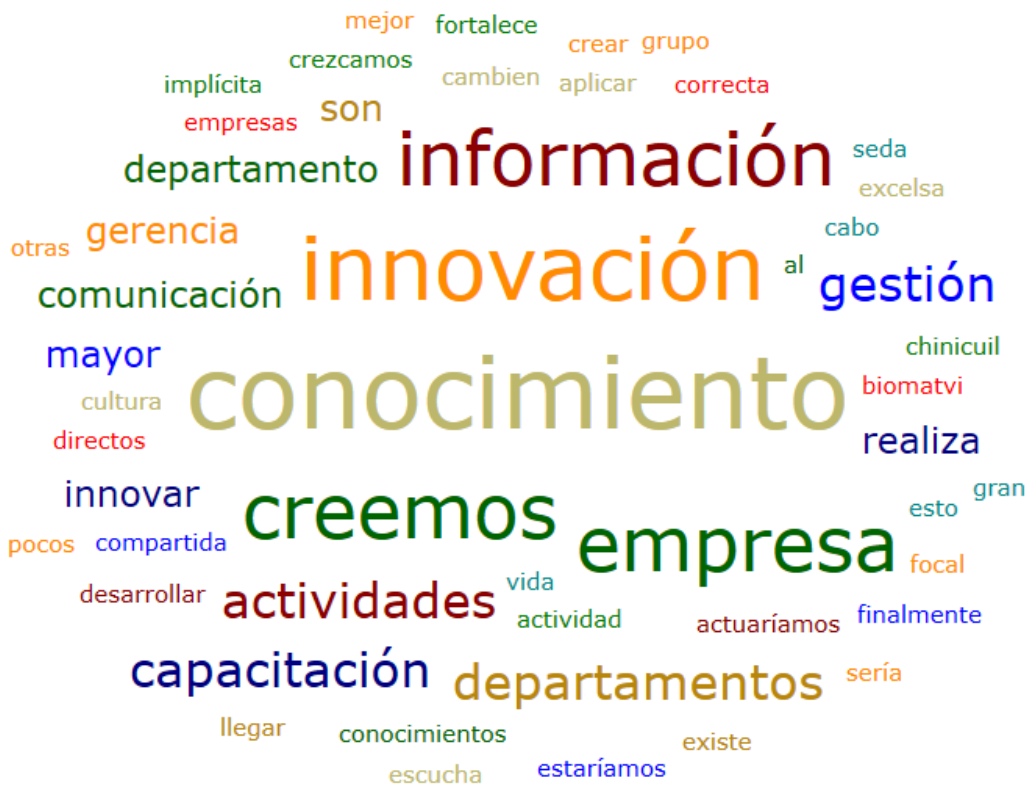 mejor fortalece
crear grupo
crezcamos
implícita cambien aplicar correcta
empresas son
departamento información seda
excelsa
otras gerencia innovación cabo
al
comunicación gestión
mayor conocimiento chinicuil
cultura biomatvi
directos realiza
innovar creemos gran
esto
pocos compartida empresa focal
desarrollar actividades vida
actividad actuaríamos finalmente
capacitación departamentos sería
llegar conocimientos existe
escucha estaríamos